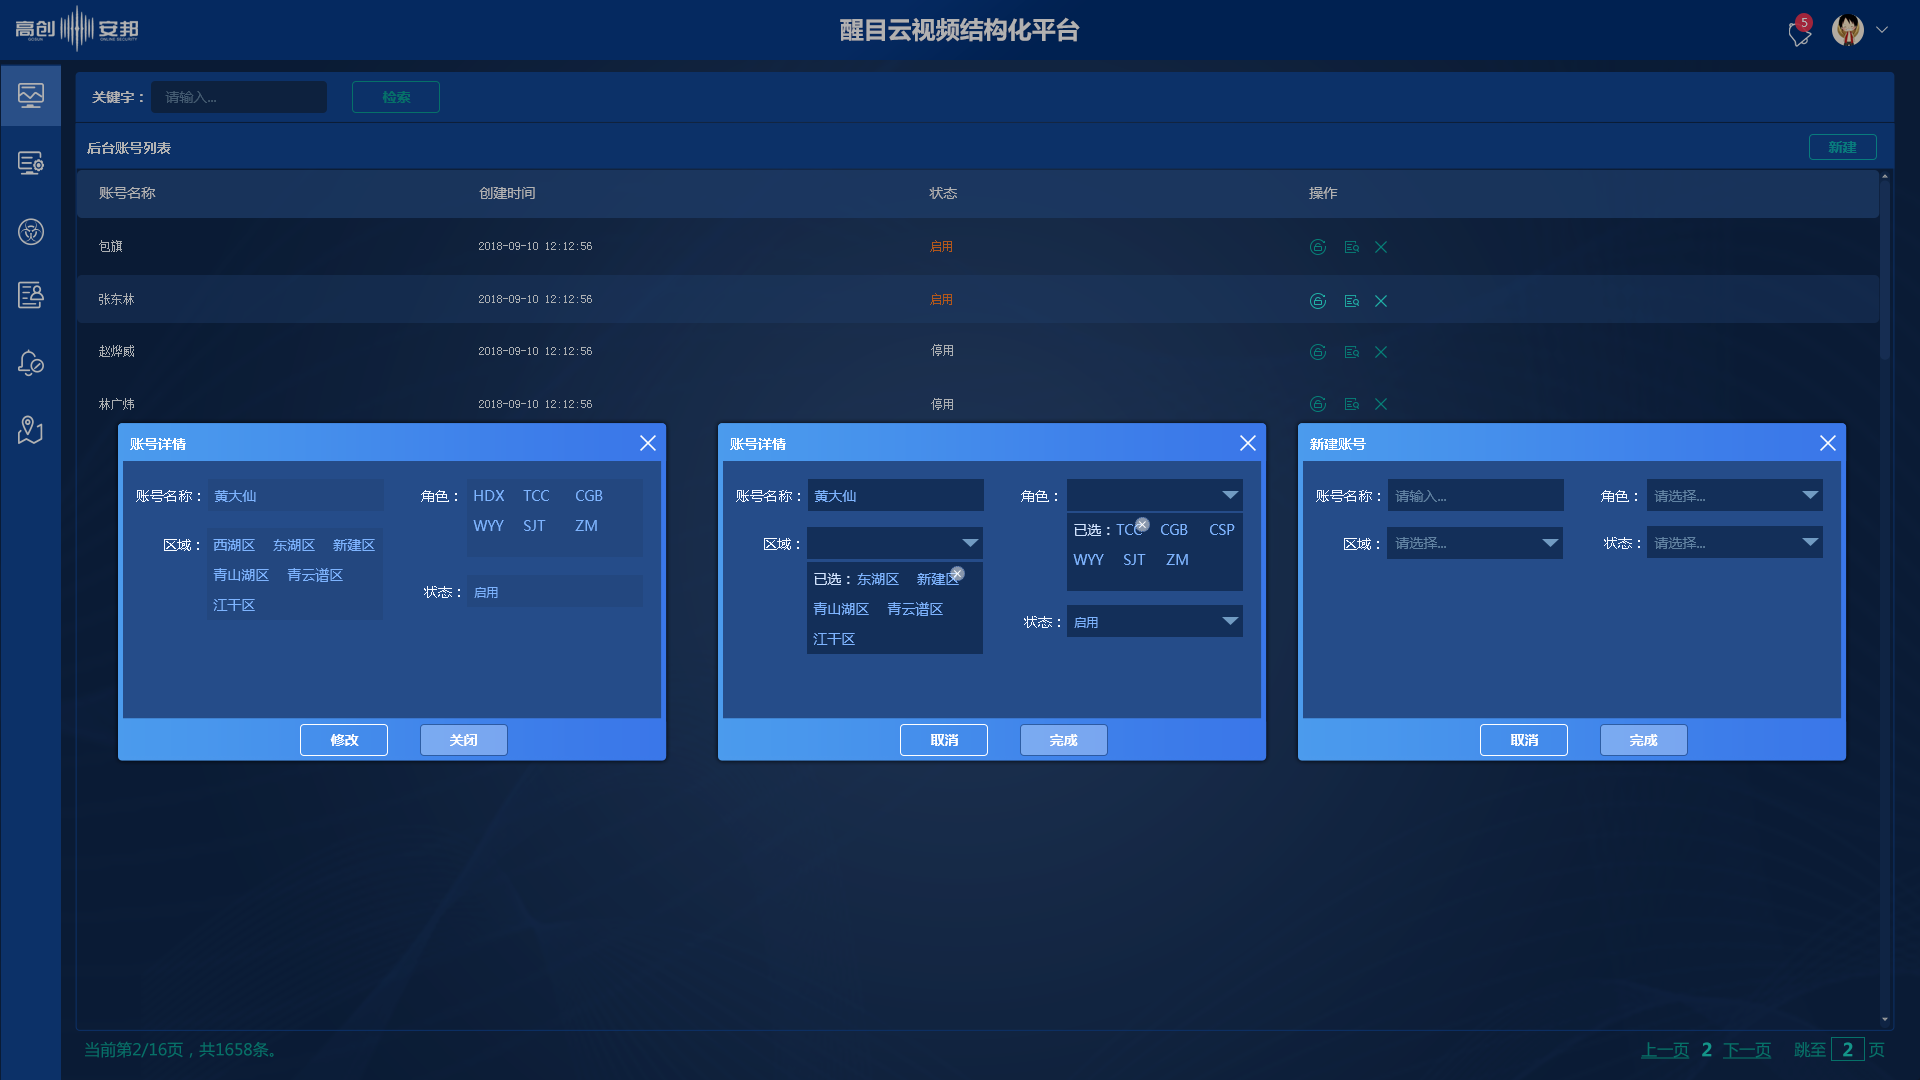 高创 安邦
醒目云视频结构化平台
5
关键字： 请输入... 检索
后台账号列表 新建
账号名称 创建时间 状态 操作
包旗 2018-09-10 12:12:56 启用
张东林 2018-09-10 12:12:56 启用
赵烨威 2018-09-10 12:12:56 停用
林广炜 2018-09-10 12:12:56 停用
账号详情
账号名称： 黄大仙 角色： HDX TCC CGB
WYY SJT ZM
区域： 西湖区 东湖区 新建区
青山湖区 青云谱区
江干区
状态： 启用
修改 关闭
账号详情
账号名称： 黄大仙 角色：
已选：TCC CGB CSP
WYY SJT ZM
区域：
已选：东湖区 新建区
青山湖区 青云谱区
江干区
状态： 启用
取消 完成
新建账号
账号名称： 请输入... 角色： 请选择...
区域： 请选择... 状态： 请选择...
取消 完成
当前第2/16页，共1658条。
上一页 2 下一页 跳至 2 页